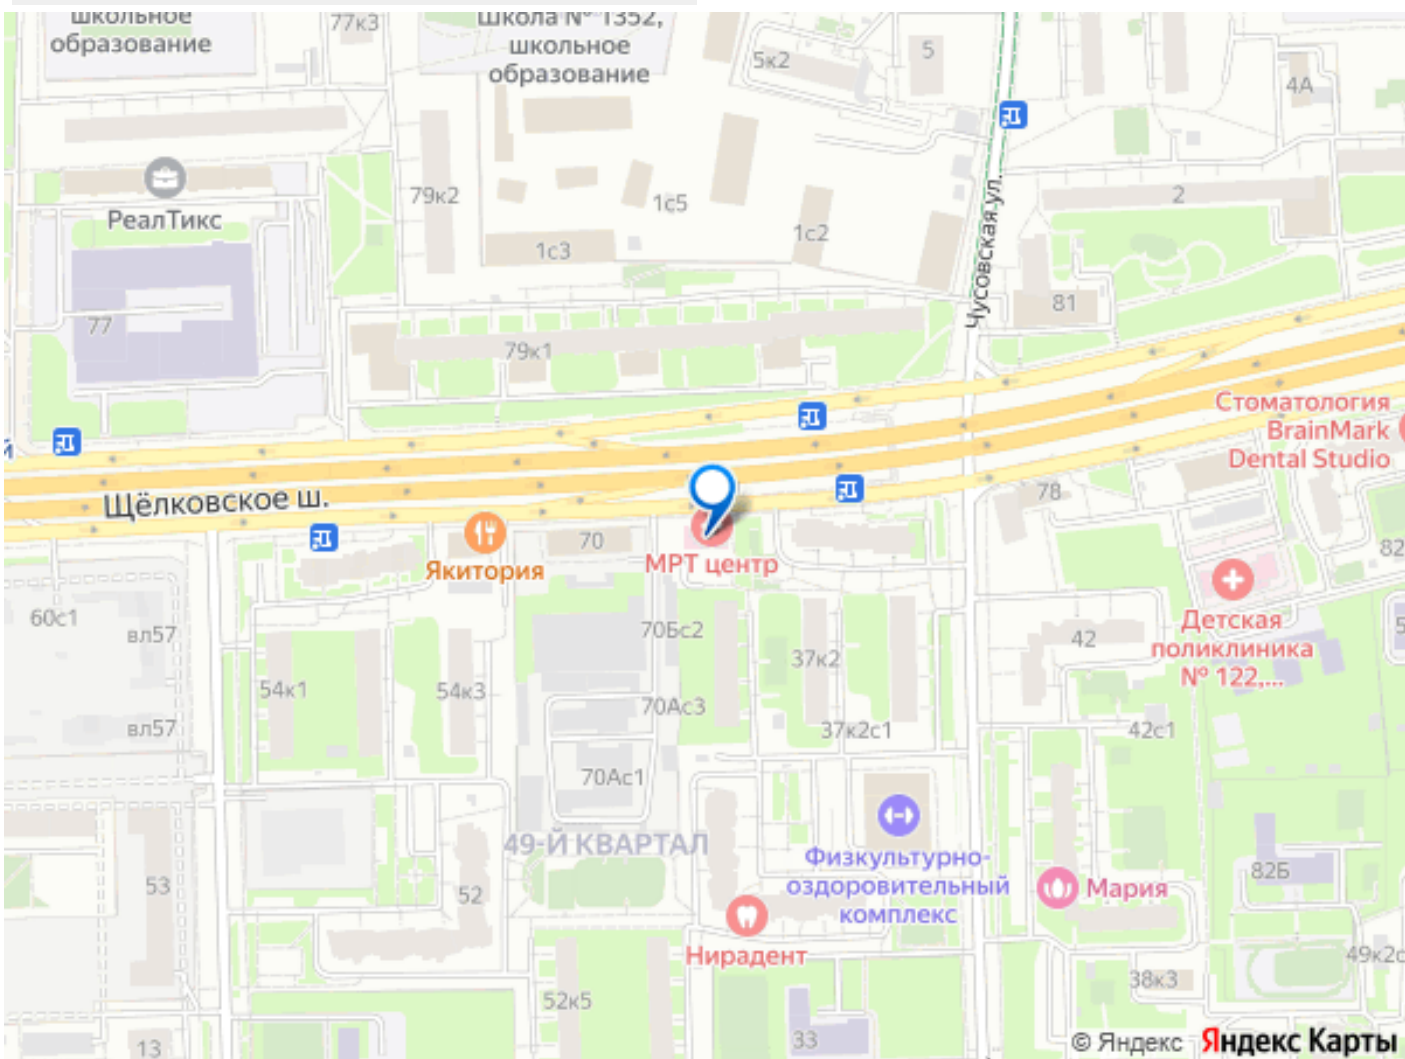 школьное
образование
77к3
Школа № 1352,
школьное
образование
5к2
5
4А
РеалТикс
79к2
1с5
1с3
1с2
Чусовская ул.
2
81
77
79к1
й
Щёлковское ш.
Стоматология
BrainMark
Dental Studio
78
70
Якитория
МРТ центр
82
60с1
вл57
70Бс2
37к2
42
Детская
поликлиника
№ 122,...
5
54к1
54к3
70Ас3
37к2с1
42с1
вл57
70Ас1
49-Й КВАРТАЛ
Физкультурно-
оздоровительный
комплекс
53
52
Мария
82Б
Нирадент
49к2с
38к3
52к5
33
13
© Яндекс Яндекс Карты